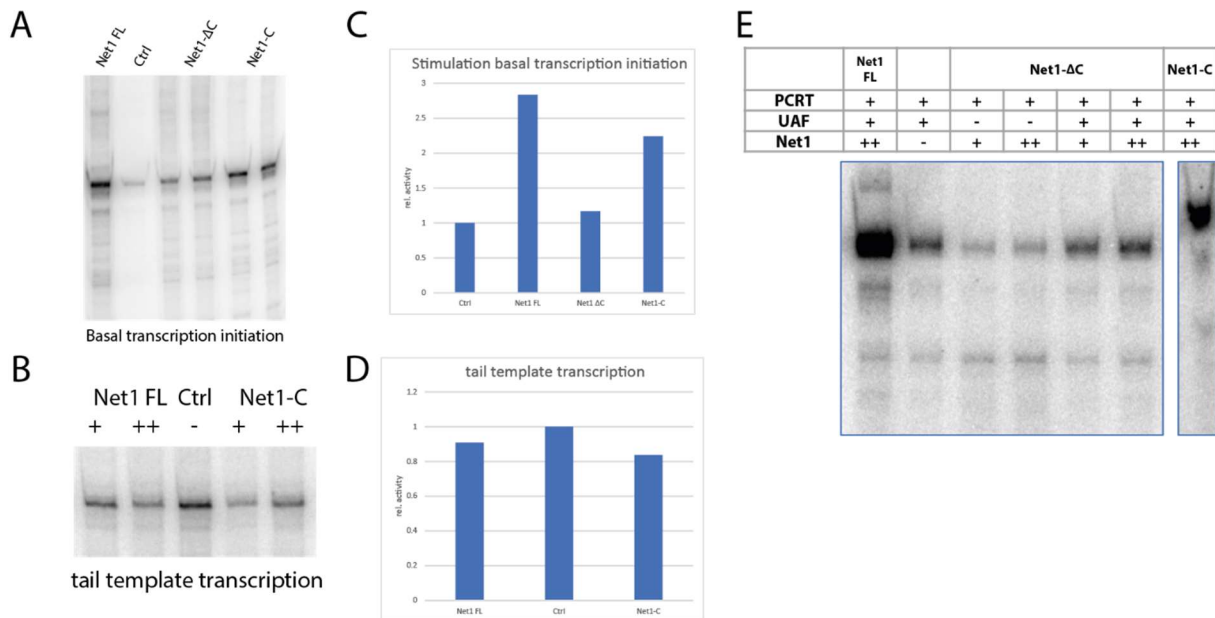 A
Net1 FL
Ctrl
Net1-ΔC
Net1-C
Basal transcription initiation
B
Net1 FL Ctrl Net1-C
+ ++ - + ++
tail template transcription
C
Stimulation basal transcription initiation
3
2.5
2
1.5
1
0.5
0
rel. activity
Ctrl Net1 FL Net1 ΔC Net1-C
D
tail template transcription
1.2
1
0.8
0.6
0.4
0.2
0
rel. activity
Net1 FL Ctrl Net1-C
E
Net1 FL Net1-ΔC Net1-C
PCRT + + + + + + +
UAF + + - - + + +
Net1 ++ - + ++ + ++ ++